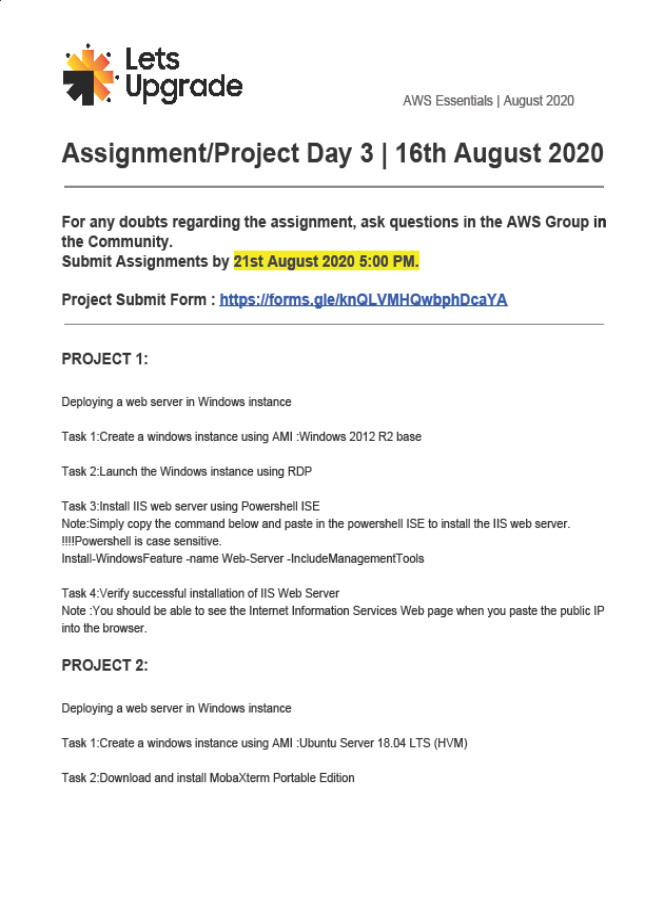 Lets
Upgrade
AWS Essentials | August 2020
Assignment/Project Day 3 | 16th August 2020
For any doubts regarding the assignment, ask questions in the AWS Group in
the Community.
Submit Assignments by 21st August 2020 5:00 PM.
Project Submit Form : https://forms.gle/knQLVMHQwbphDcaYA
PROJECT 1:
Deploying a web server in Windows instance
Task 1:Create a windows instance using AMI :Windows 2012 R2 base
Task 2:Launch the Windows instance using RDP
Task 3:Install IIS web server using Powershell ISE
Note:Simply copy the command below and paste in the powershell ISE to install the IIS web server.
!!!!Powershell is case sensitive.
Install-WindowsFeature -name Web-Server -IncludeManagementTools
Task 4:Verify successful installation of IIS Web Server
Note :You should be able to see the Internet Information Services Web page when you paste the public IP
into the browser.
PROJECT 2:
Deploying a web server in Windows instance
Task 1:Create a windows instance using AMI :Ubuntu Server 18.04 LTS (HVM)
Task 2:Download and install MobaXterm Portable Edition